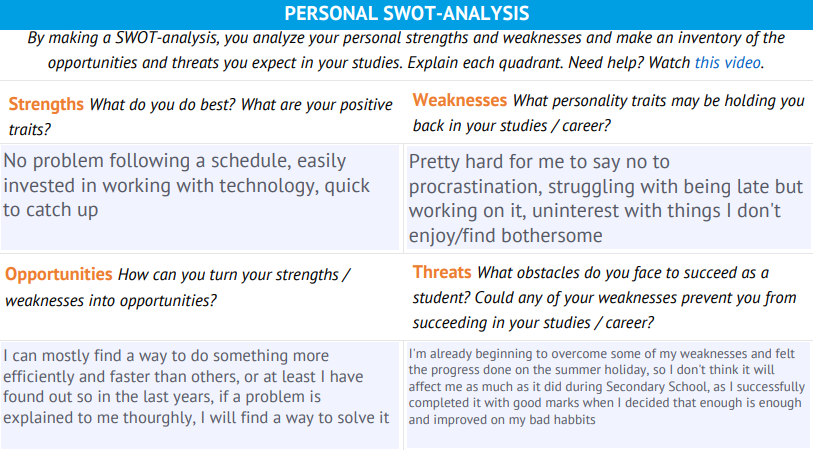 PERSONAL SWOT-ANALYSIS
By making a SWOT-analysis, you analyze your personal strengths and weaknesses and make an inventory of the
opportunities and threats you expect in your studies. Explain each quadrant. Need help? Watch this video.
Strengths What do you do best? What are your positive
traits?
Weaknesses What personality traits may be holding you
back in your studies / career?
No problem following a schedule, easily
invested in working with technology, quick
to catch up
Pretty hard for me to say no to
procrastination, struggling with being late but
working on it, uninterest with things I don't
enjoy/find bothersome
Opportunities How can you turn your strengths /
weaknesses into opportunities?
Threats What obstacles do you face to succeed as a
student? Could any of your weaknesses prevent you from
succeeding in your studies / career?
I can mostly find a way to do something more
efficiently and faster than others, or at least I have
found out so in the last years, if a problem is
explained to me thourghly, I will find a way to solve it
I'm already beginning to overcome some of my weaknesses and felt
the progress done on the summer holiday, so I don't think it will
affect me as much as it did during Secondary School, as I successfully
completed it with good marks when I decided that enough is enough
and improved on my bad habbits